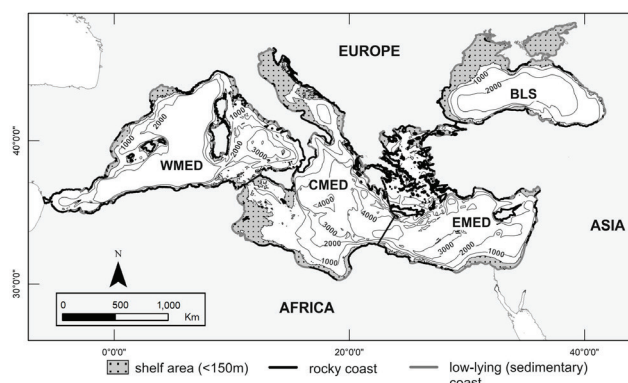 EUROPE
1000
2000
BLS
1000
2000
1000
2000
3000
WMED
CMED
<4000
<4000
3000
2000
1000
EMED
3000
2000
1000
ASIA
AFRICA
N
0 500 1,000
Km
40°0'0"
30°0'0"
0°0'0"
20°0'0"
40°0'0"
shelf area (<150m)
rocky coast
low-lying (sedimentary)
coast